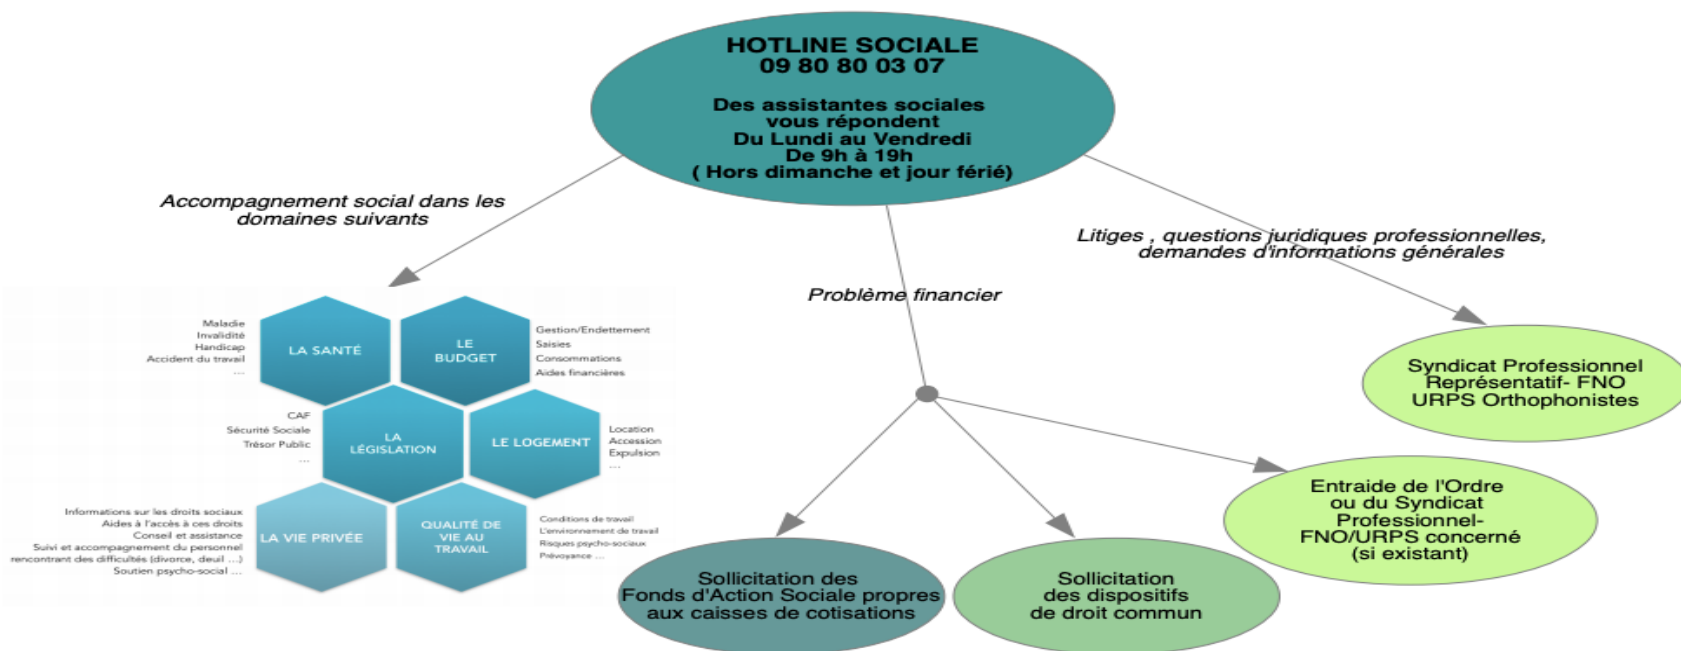 HOTLINE SOCIALE
09 80 80 03 07
Des assistantes sociales
vous répondent
Du Lundi au Vendredi
De 9h à 19h
( Hors dimanche et jour férié)
Accompagnement social dans les
domaines suivants
Litiges , questions juridiques professionnelles,
demandes d'informations générales
Problème financier
Maladie
Invalidité
Handicap
Accident du travail
...
LA SANTÉ
LE
BUDGET
Gestion/Endettement
Saisies
Consommations
Aides financières
CAF
Sécurité Sociale
Trésor Public
...
LA
LÉGISLATION
LE LOGEMENT
Location
Accession
Expulsion
...
Informations sur les droits sociaux
Aides à l'accès à ces droits
Conseil et assistance
Suivi et accompagnement du personnel
rencontrant des difficultés (divorce, deuil ...)
Soutien psycho-social ...
LA VIE PRIVÉE
QUALITÉ DE
VIE AU
TRAVAIL
Conditions de travail
L'environnement de travail
Risques psycho-sociaux
Prévoyance ...
Syndicat Professionnel
Représentatif- FNO
URPS Orthophonistes
Entraide de l'Ordre
ou du Syndicat
Professionnel-
FNO/URPS concerné
(si existant)
Sollicitation des
Fonds d'Action Sociale propres
aux caisses de cotisations
Sollicitation
des dispositifs
de droit commun